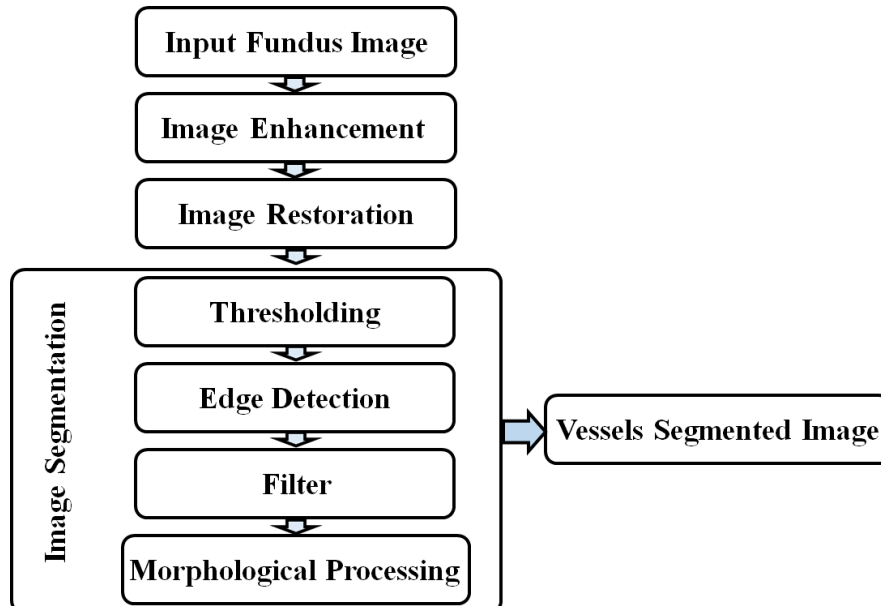 Input Fundus Image
Image Enhancement
Image Restoration
Image Segmentation
Thresholding
Edge Detection
Filter
Morphological Processing
Vessels Segmented Image